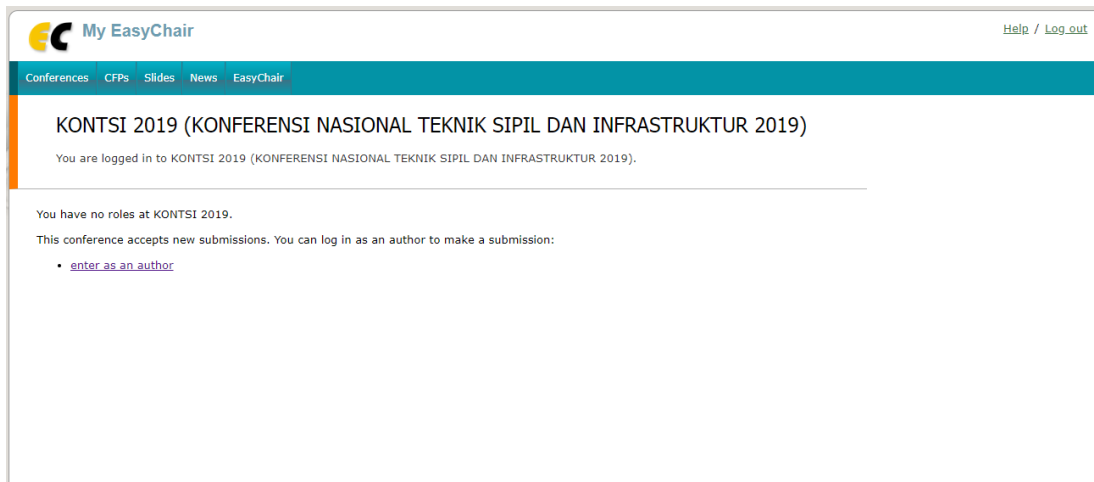 EC My EasyChair
Help / Log out
Conferences CFPs Slides News EasyChair
KONTSI 2019 (KONFERENSI NASIONAL TEKNIK SIPIL DAN INFRASTRUKTUR 2019)
You are logged in to KONTSI 2019 (KONFERENSI NASIONAL TEKNIK SIPIL DAN INFRASTRUKTUR 2019).
You have no roles at KONTSI 2019.
This conference accepts new submissions. You can log in as an author to make a submission:
• enter as an author